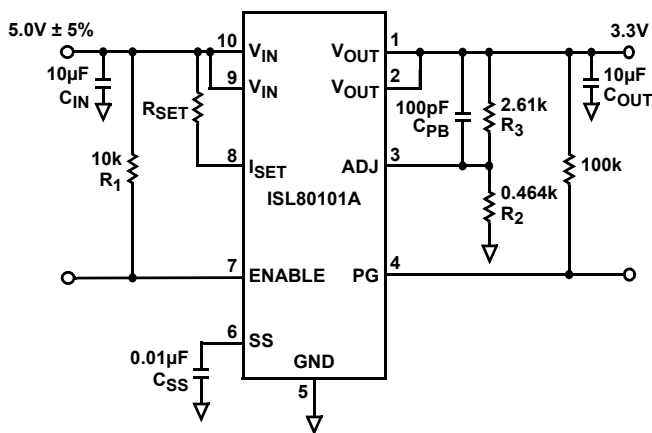 5.0V ± 5%
10µF
CIN
10k
R1
RSET
10
VIN
9
VIN
8
ISET
ISL80101A
7
ENABLE
6
SS
0.01µF
CSS
GND
5
VOUT
1
VOUT
2
ADJ
3
PG
4
100pF
CPB
2.61k
R3
0.464k
R2
100k
3.3V
10µF
COUT